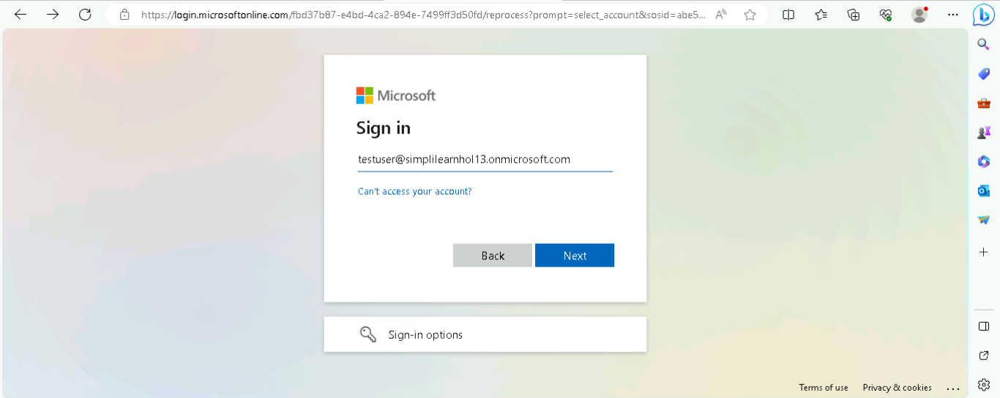 https://login.microsoftonline.com/fbd37b87-e4bd-4ca2-894e-7499ff3d50fd/reprocess?prompt=select_account&sosid=abe5...
Microsoft
Sign in
testuser@simplilearnhol13.onmicrosoft.com
Can't access your account?
Back Next
Sign-in options
Terms of use Privacy & cookies ...